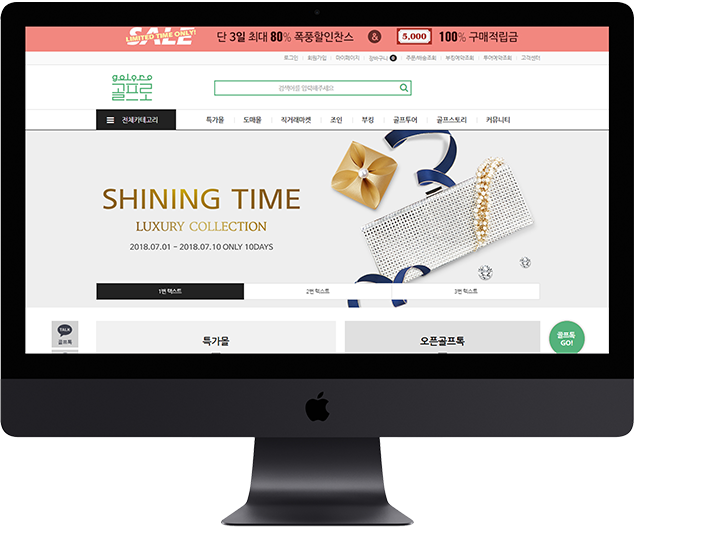 SALE
LIMITED TIME ONLY!
단 3일 최대 80% 폭풍할인찬스 & 5,000 100% 구매적립금
로그인 회원가입 마이페이지 장바구니 0 주문/배송조회 부킹예약조회 투어예약조회 고객센터
golpro
골프로
검색어를 입력해주세요
전체카테고리 특가몰 도매몰 직거래마켓 조인 부킹 골프투어 골프스토리 커뮤니티
SHINING TIME
LUXURY COLLECTION
2018.07.01 ~ 2018.07.10 ONLY 10DAYS
1번 텍스트 2번 텍스트 3번 텍스트
TALK
골프톡
특가몰 오픈골프톡
골프톡
GO!